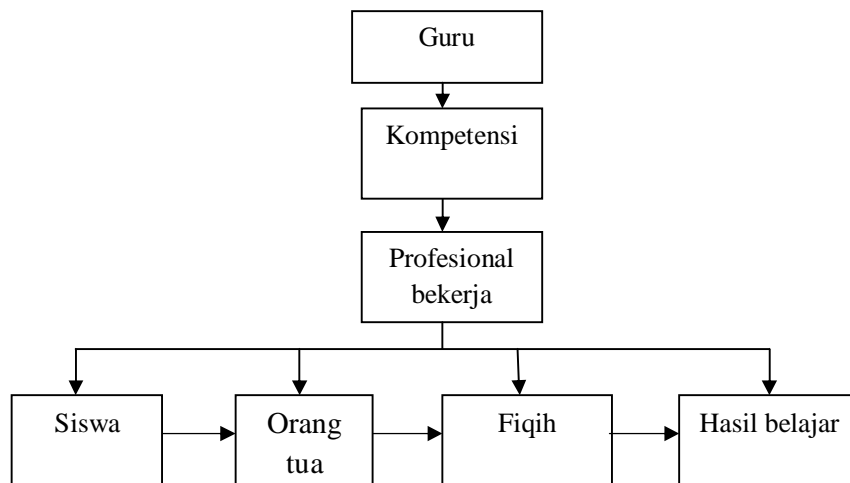 Guru
Kompetensi
Profesional
bekerja
Siswa
Orang
tua
Fiqih
Hasil belajar